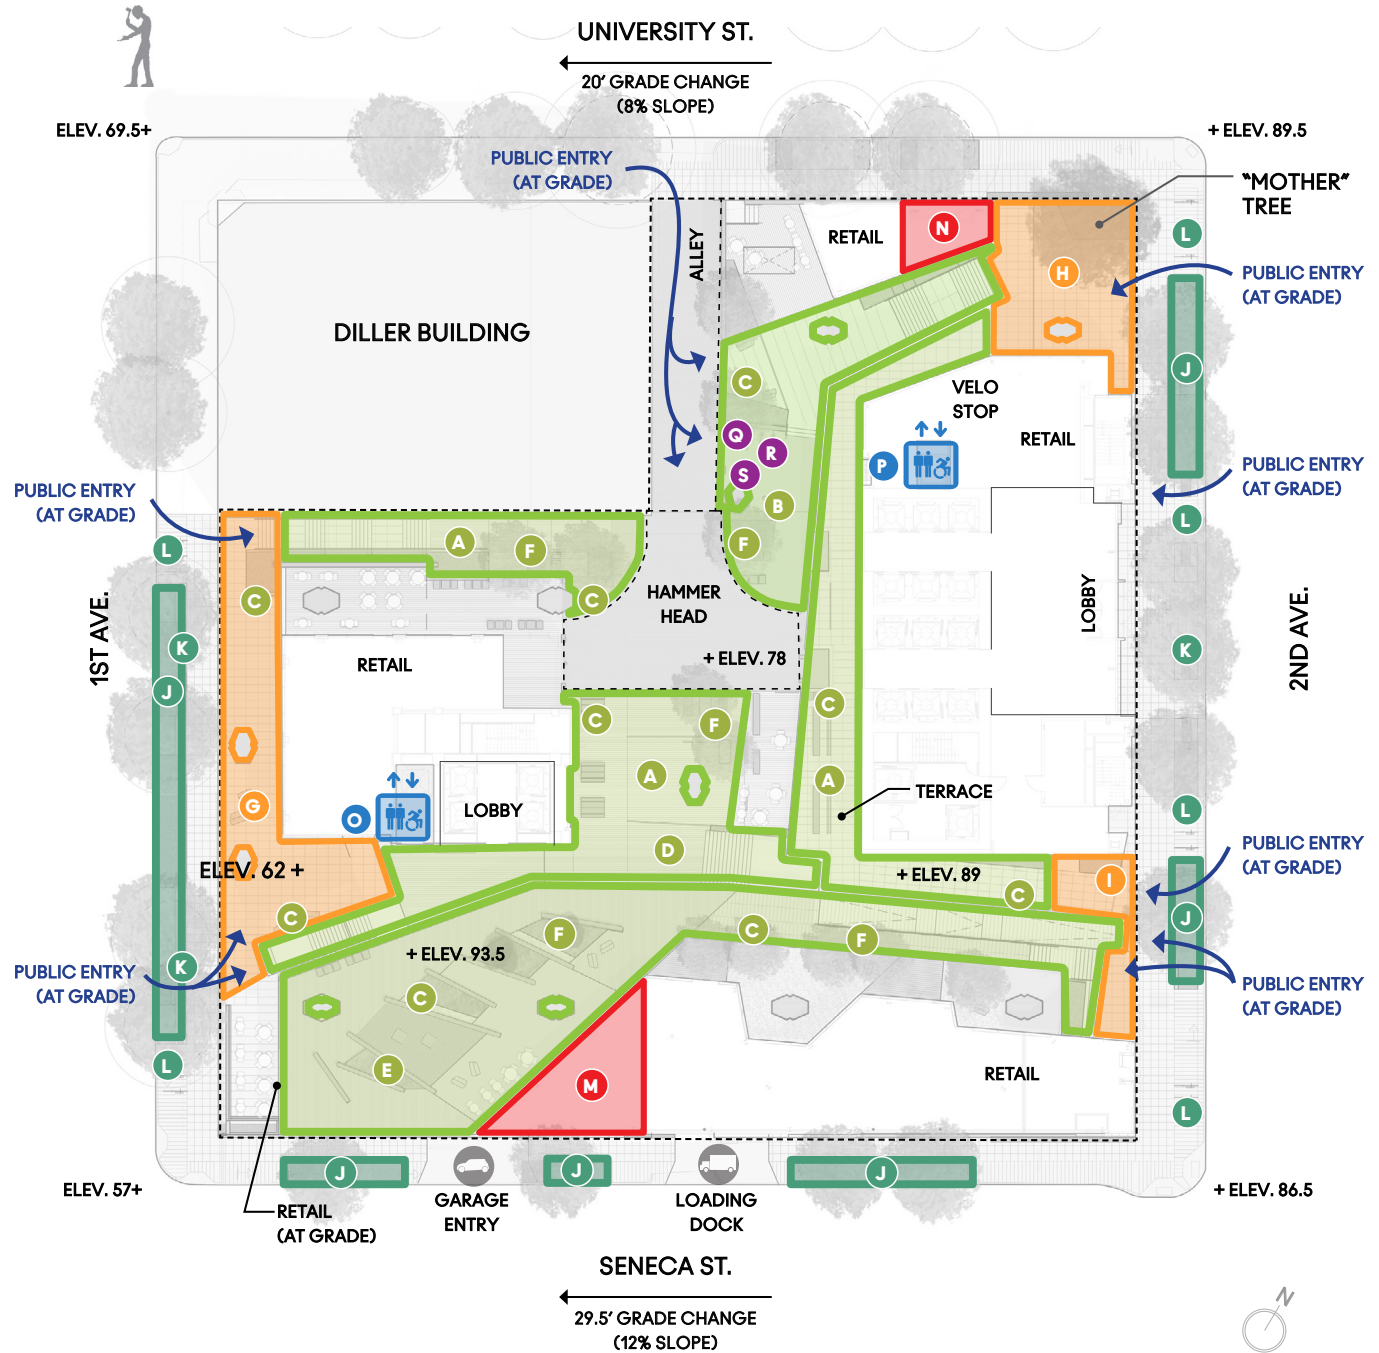 UNIVERSITY ST.
20' GRADE CHANGE
(8% SLOPE)
ELEV. 69.5+
+ ELEV. 89.5
PUBLIC ENTRY
(AT GRADE)
"MOTHER"
TREE
ALLEY
RETAIL
N
L
H
PUBLIC ENTRY
(AT GRADE)
DILLER BUILDING
J
C
VELO
STOP
Q
R
RETAIL
S
P
PUBLIC ENTRY
(AT GRADE)
PUBLIC ENTRY
(AT GRADE)
B
L
L
A
F
F
C
C
HAMMER
HEAD
LOBBY
1ST AVE.
2ND AVE.
K
K
RETAIL
+ ELEV. 78
J
C
F
C
A
A
TERRACE
G
O
LOBBY
L
D
ELEV. 62 +
PUBLIC ENTRY
(AT GRADE)
+ ELEV. 89
I
C
C
J
F
C
F
+ ELEV. 93.5
K
PUBLIC ENTRY
(AT GRADE)
PUBLIC ENTRY
(AT GRADE)
C
L
E
M
RETAIL
L
J
J
J
ELEV. 57+
+ ELEV. 86.5
RETAIL
(AT GRADE)
GARAGE
ENTRY
LOADING
DOCK
SENECA ST.
29.5' GRADE CHANGE
(12% SLOPE)
N